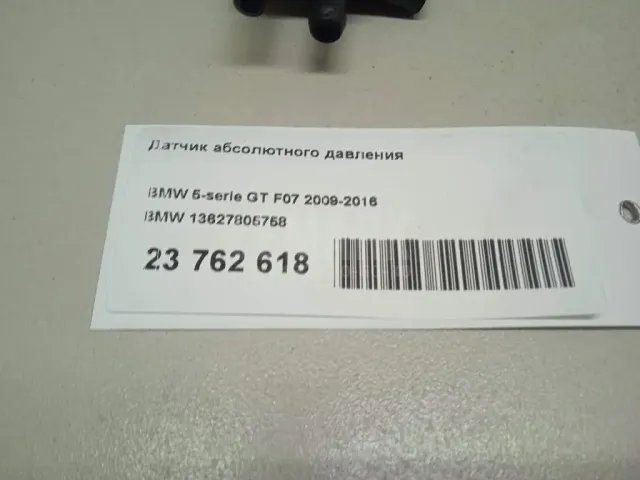 Датчик абсолютного давления
BMW 5-serie GT F07 2009-2016
BMW 13627805758
23 762 618